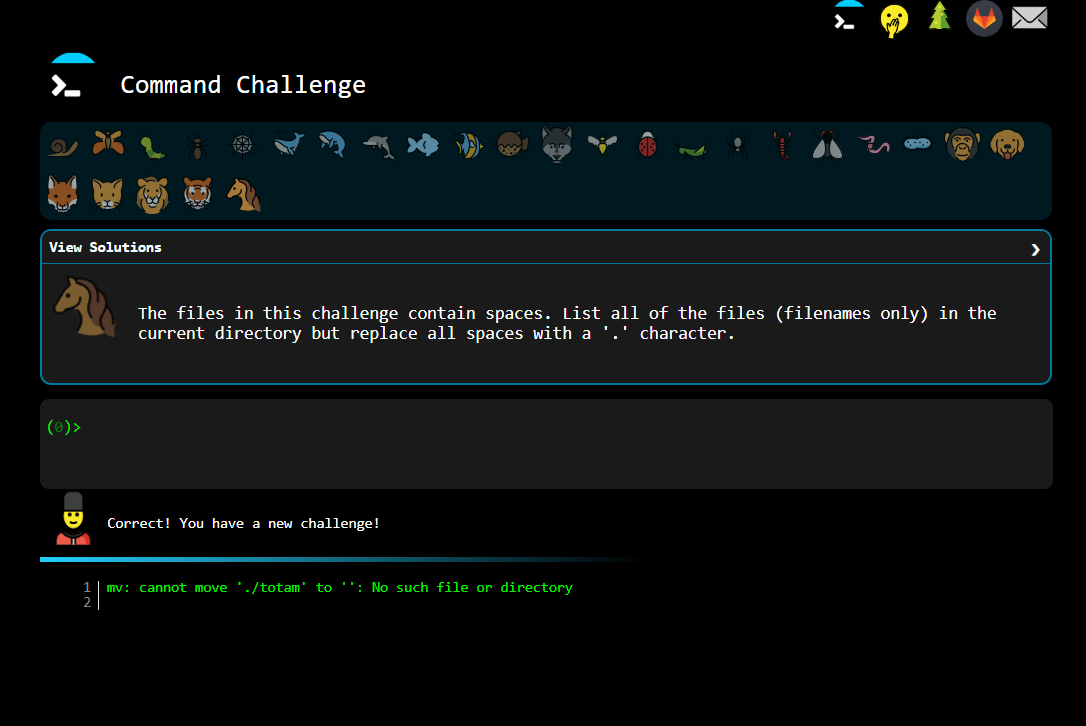 Command Challenge
View Solutions
The files in this challenge contain spaces. List all of the files (filenames only) in the
current directory but replace all spaces with a '.' character.
(0)>
Correct! You have a new challenge!
1 mv: cannot move './totam' to '': No such file or directory
2